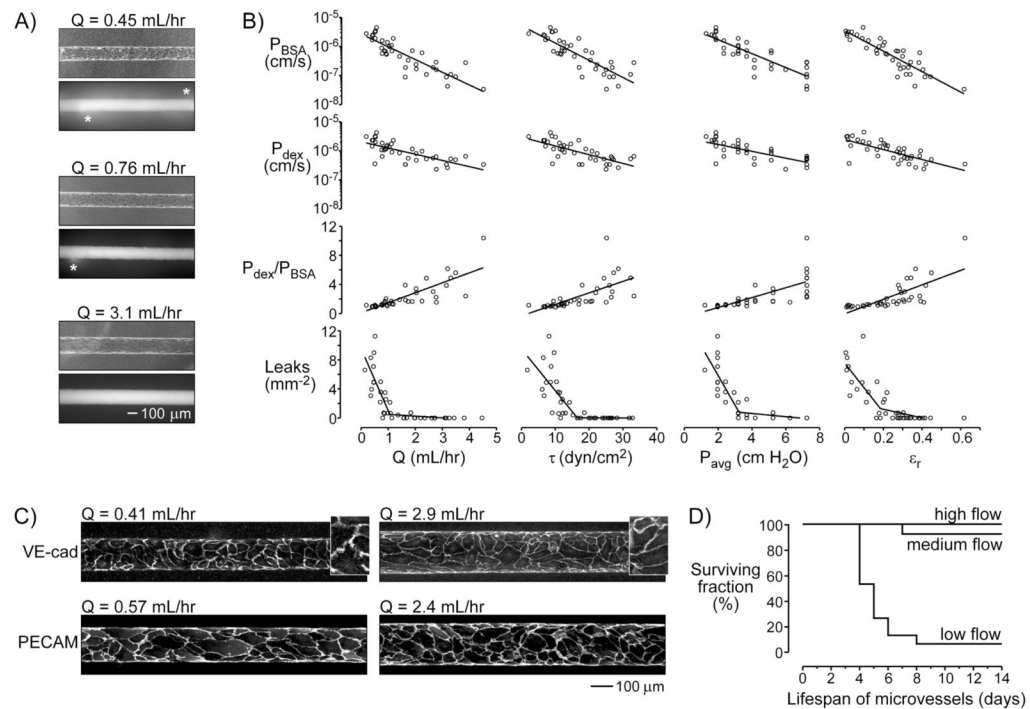 A)
Q = 0.45 mL/hr
*
*
Q = 0.76 mL/hr
*
Q = 3.1 mL/hr
100 μm
B)
P_BSA
(cm/s)
10^-5
10^-6
10^-7
10^-8
P_dex
(cm/s)
10^-5
10^-6
10^-7
10^-8
P_dex/P_BSA
12
8
4
0
Leaks
(mm^-2)
12
10
8
6
4
2
0
0 1 2 3 4 5
Q (mL/hr)
0 10 20 30 40
τ (dyn/cm^2)
0 2 4 6 8
P_avg (cm H2O)
0 0.2 0.4 0.6
ε_r
C)
Q = 0.41 mL/hr
Q = 2.9 mL/hr
VE-cad
Q = 0.57 mL/hr
Q = 2.4 mL/hr
PECAM
100 μm
D)
Surviving
fraction
(%)
100
80
60
40
20
0
high flow
medium flow
low flow
0 2 4 6 8 10 12 14
Lifespan of microvessels (days)